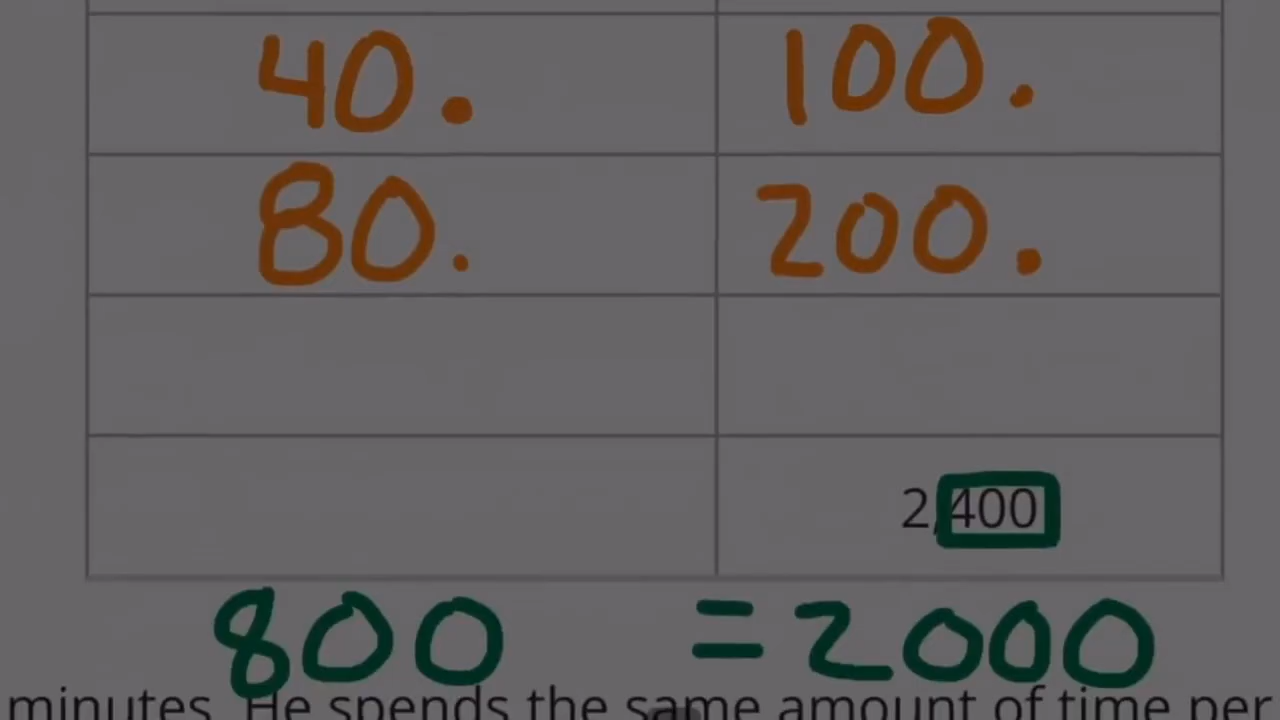 40. 100.
80. 200.
2,400
800 = 2000
minutes. He spends the same amount of time per